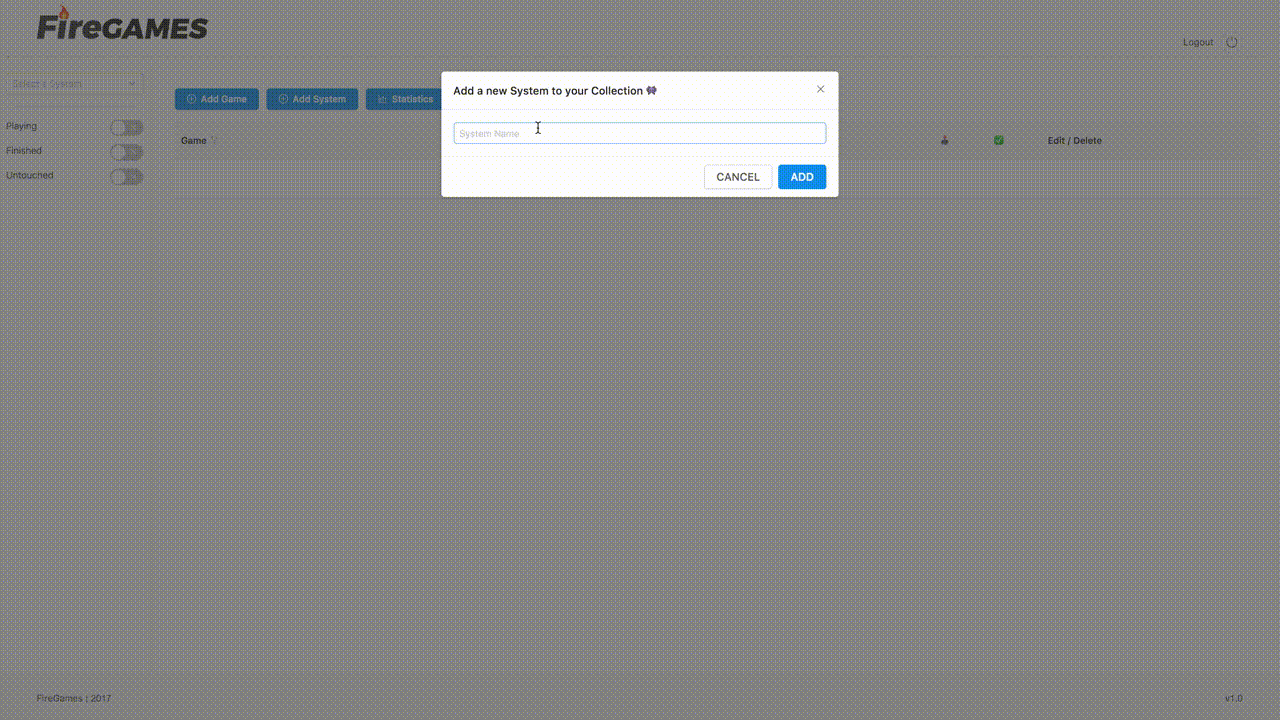 FireGAMES
Logout
Select a System
Add Game
Add System
Statistics
Add a new System to your Collection
System Name
CANCEL
ADD
Playing
Finished
Untouched
Game
Edit / Delete
FireGames | 2017
v1.0